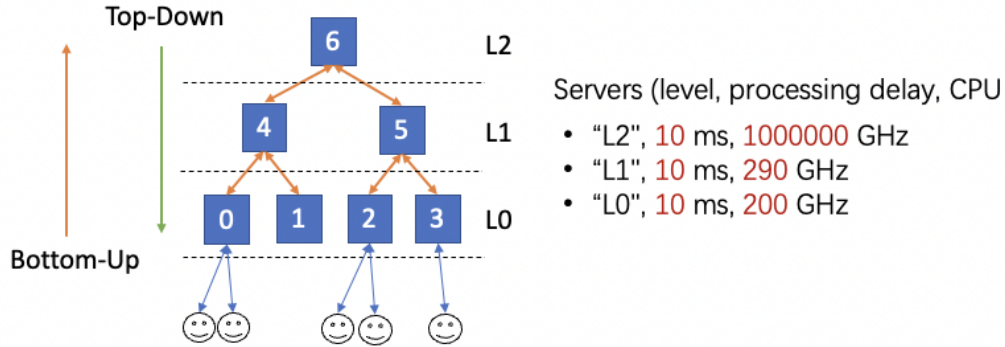 Top-Down
6
L2
Servers (level, processing delay, CPU
4
5
L1
• “L2", 10 ms, 1000000 GHz
• “L1", 10 ms, 290 GHz
• “L0", 10 ms, 200 GHz
0
1
2
3
L0
Bottom-Up